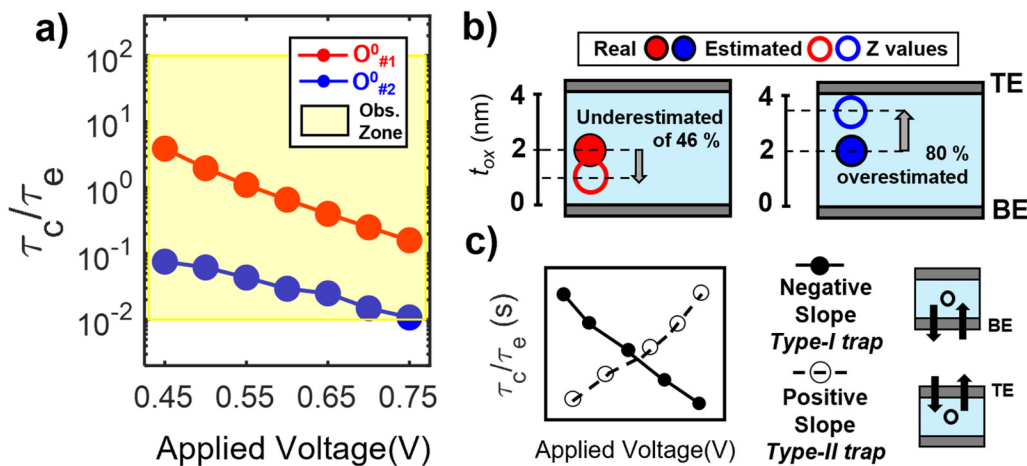 a)
τc/τe
10²
10¹
10⁰
10⁻¹
10⁻²
0.45 0.55 0.65 0.75
Applied Voltage(V)
O⁰#1
O⁰#2
Obs.
Zone
b)
Real Estimated Z values
tox (nm)
4
2
0
Underestimated
of 46 %
4
2
0
80 %
overestimated
TE
BE
c)
τc/τe (s)
Applied Voltage(V)
Negative
Slope
Type-I trap
BE
Positive
Slope
Type-II trap
TE